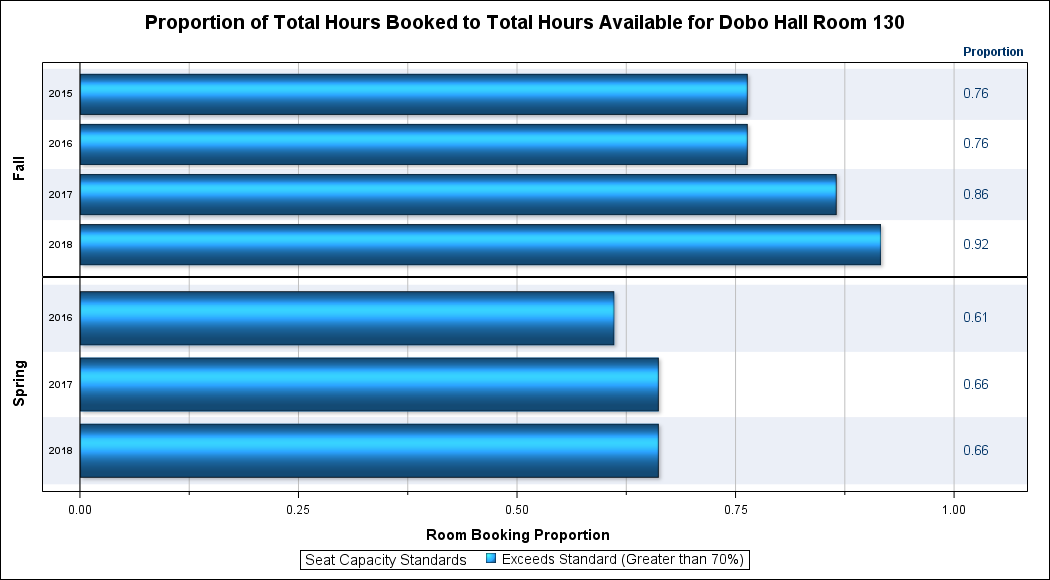 Proportion of Total Hours Booked to Total Hours Available for Dobo Hall Room 130
Proportion
Fall
2015 0.76
2016 0.76
2017 0.86
2018 0.92
Spring
2016 0.61
2017 0.66
2018 0.66
0.00 0.25 0.50 0.75 1.00
Room Booking Proportion
Seat Capacity Standards Exceeds Standard (Greater than 70%)